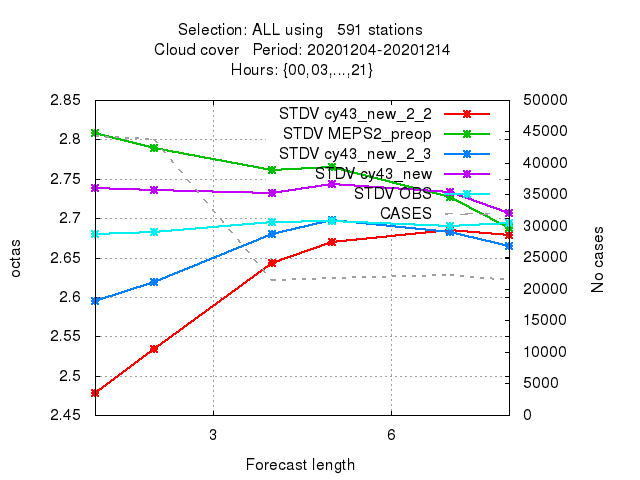 Selection: ALL using   591 stations
Cloud cover   Period: 20201204-20201214
Hours: {00,03,...,21}
STDV cy43_new_2_2
STDV MEPS2_preop
STDV cy43_new_2_3
STDV cy43_new
STDV OBS
CASES
2.85
2.8
2.75
2.7
2.65
2.6
2.55
2.5
2.45
50000
45000
40000
35000
30000
25000
20000
15000
10000
5000
0
octas
No cases
3 6
Forecast length